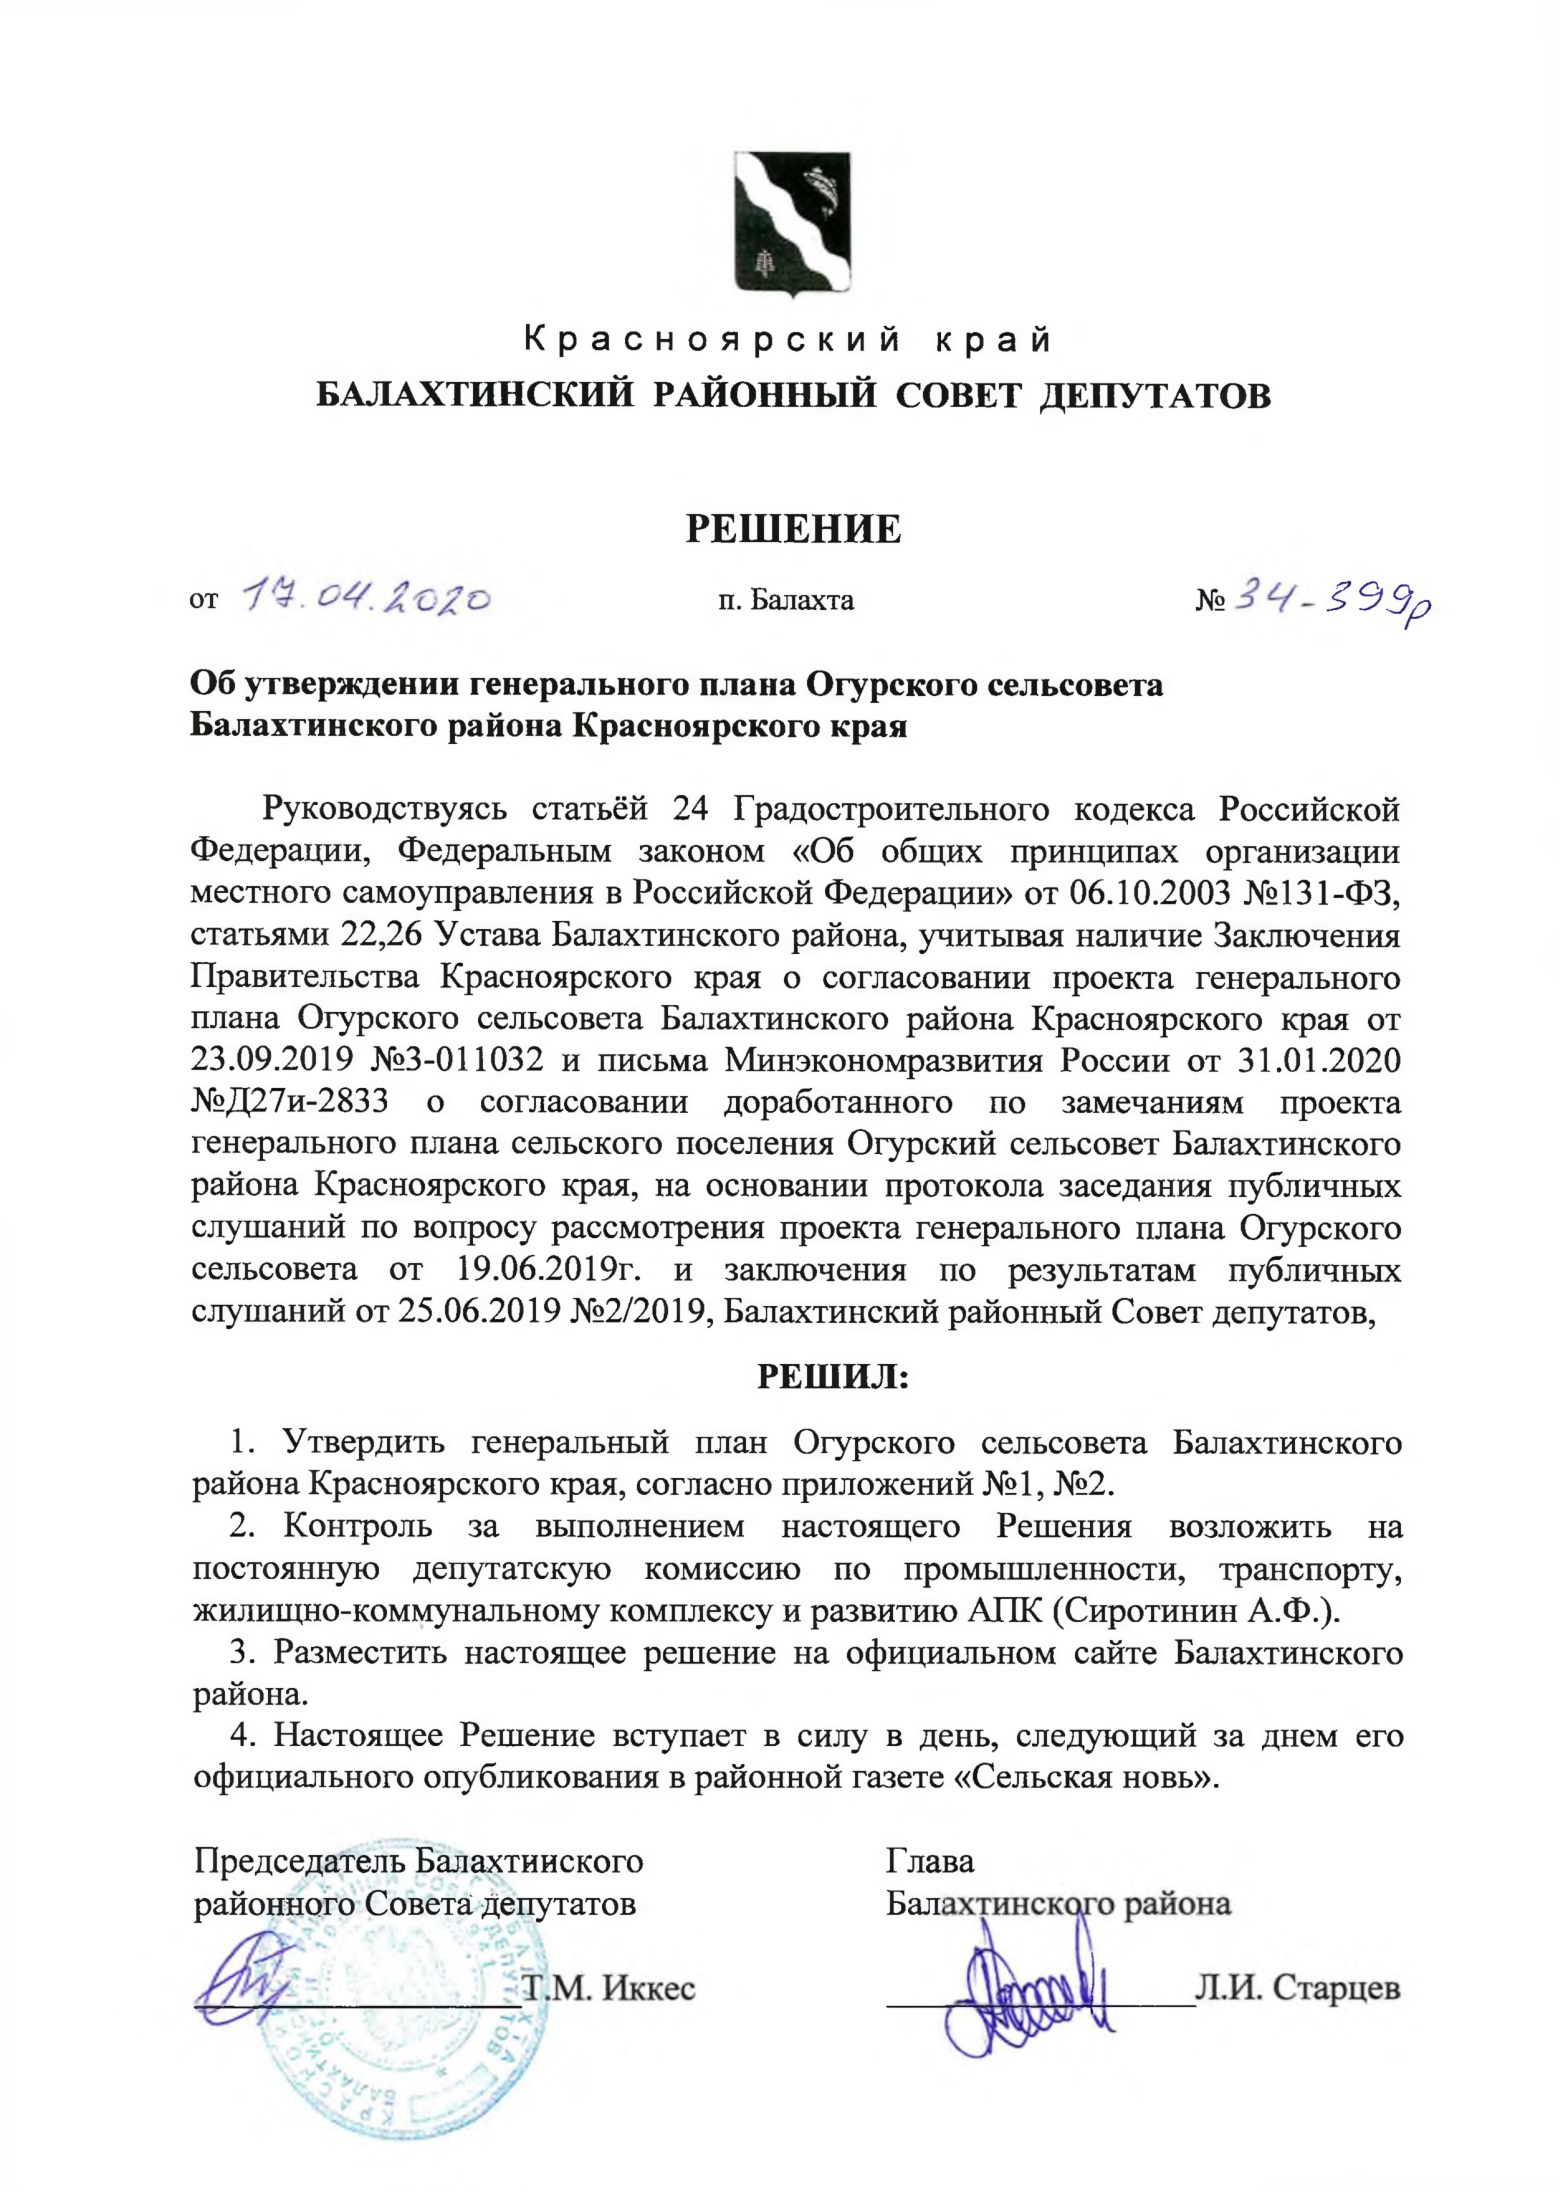 Красноярский край
БАЛАХТИНСКИЙ РАЙОННЫЙ СОВЕТ ДЕПУТАТОВ
РЕШЕНИЕ
от 17.04.2020 п. Балахта № 34-399р
Об утверждении генерального плана Огурского сельсовета
Балахтинского района Красноярского края
Руководствуясь статьёй 24 Градостроительного кодекса Российской
Федерации, Федеральным законом «Об общих принципах организации
местного самоуправления в Российской Федерации» от 06.10.2003 №131-ФЗ,
статьями 22,26 Устава Балахтинского района, учитывая наличие Заключения
Правительства Красноярского края о согласовании проекта генерального
плана Огурского сельсовета Балахтинского района Красноярского края от
23.09.2019 №3-011032 и письма Минэкономразвития России от 31.01.2020
№Д27и-2833 о согласовании доработанного по замечаниям проекта
генерального плана сельского поселения Огурский сельсовет Балахтинского
района Красноярского края, на основании протокола заседания публичных
слушаний по вопросу рассмотрения проекта генерального плана Огурского
сельсовета от 19.06.2019г. и заключения по результатам публичных
слушаний от 25.06.2019 №2/2019, Балахтинский районный Совет депутатов,
РЕШИЛ:
1. Утвердить генеральный план Огурского сельсовета Балахтинского
района Красноярского края, согласно приложений №1, №2.
2. Контроль за выполнением настоящего Решения возложить на
постоянную депутатскую комиссию по промышленности, транспорту,
жилищно-коммунальному комплексу и развитию АПК (Сиротинин А.Ф.).
3. Разместить настоящее решение на официальном сайте Балахтинского
района.
4. Настоящее Решение вступает в силу в день, следующий за днем его
официального опубликования в районной газете «Сельская новь».
Председатель Балахтинского Глава
районного Совета депутатов Балахтинского района
Т.М. Иккес Л.И. Старцев